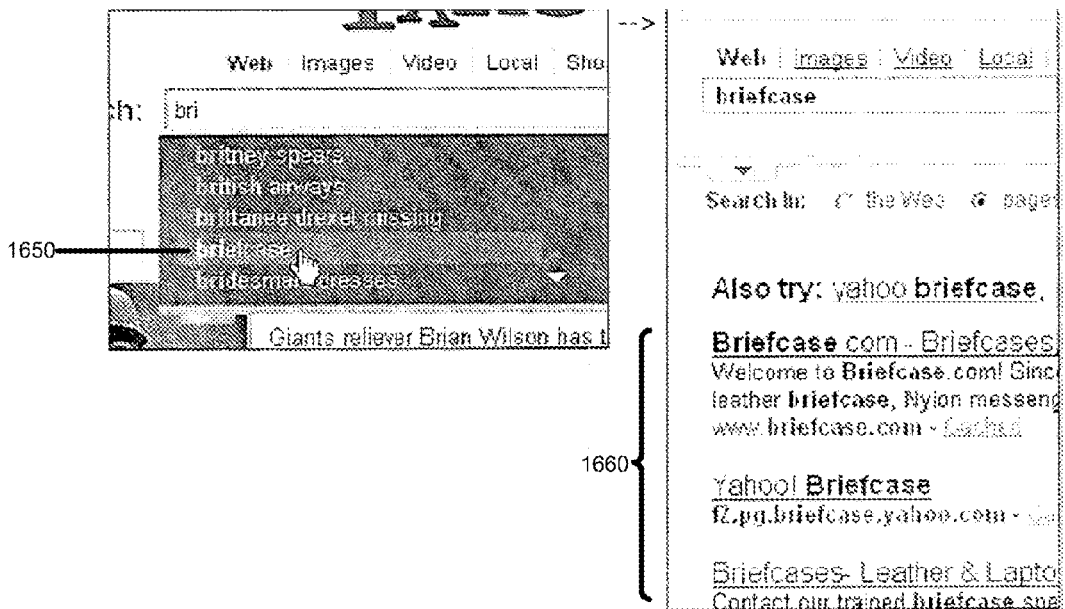 -->
Web Images Video Local Sho
ch: bri
britney spears
british airways
brittanee drexel missing
1650 briefcase
bridesmaid dresses
Giants reliever Brian Wilson has t
Web Images Video Local
briefcase
Search In: the Web pages
Also try: yahoo briefcase,
1660
Briefcase com - Briefcases,
Welcome to Briefcase.com! Sinc
leather briefcase, Nylon messeng
www.briefcase.com - Cached
Yahoo! Briefcase
f2.pg.briefcase.yahoo.com -
Briefcases- Leather & Lapto
Contact our trained briefcase spe